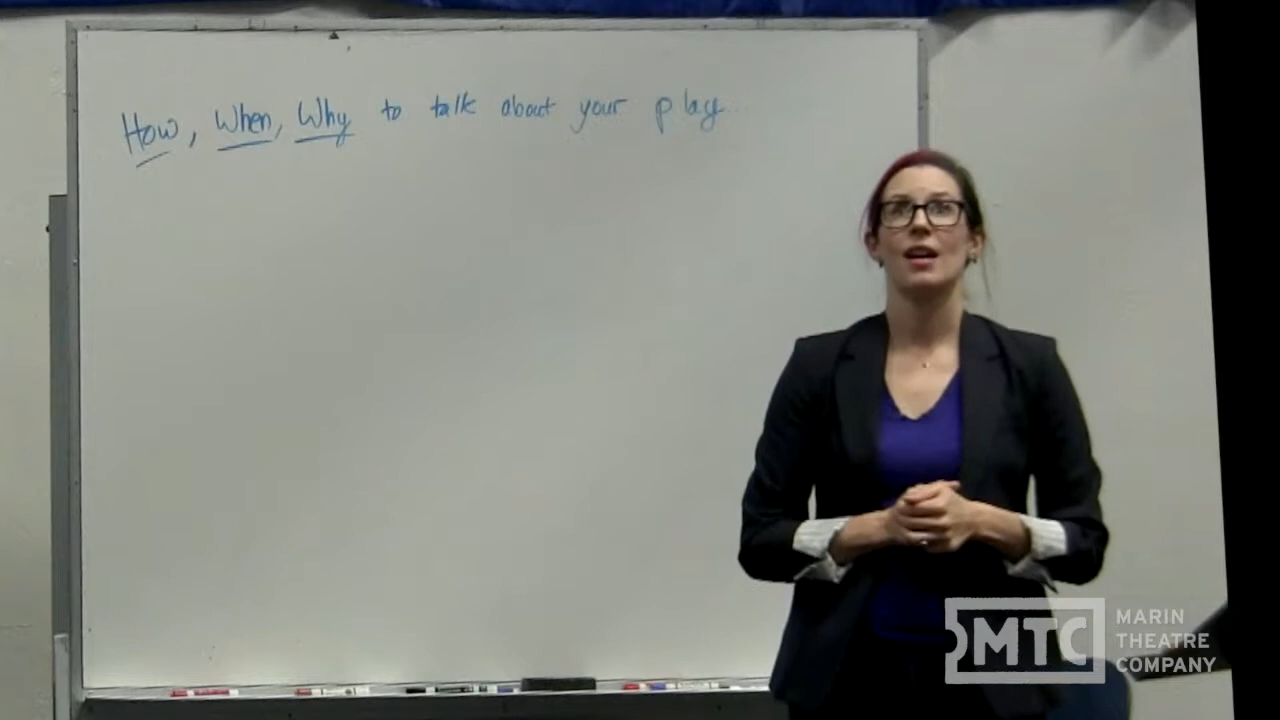 How, When, Why to talk about your play...
MTC
MARIN
THEATRE
COMPANY